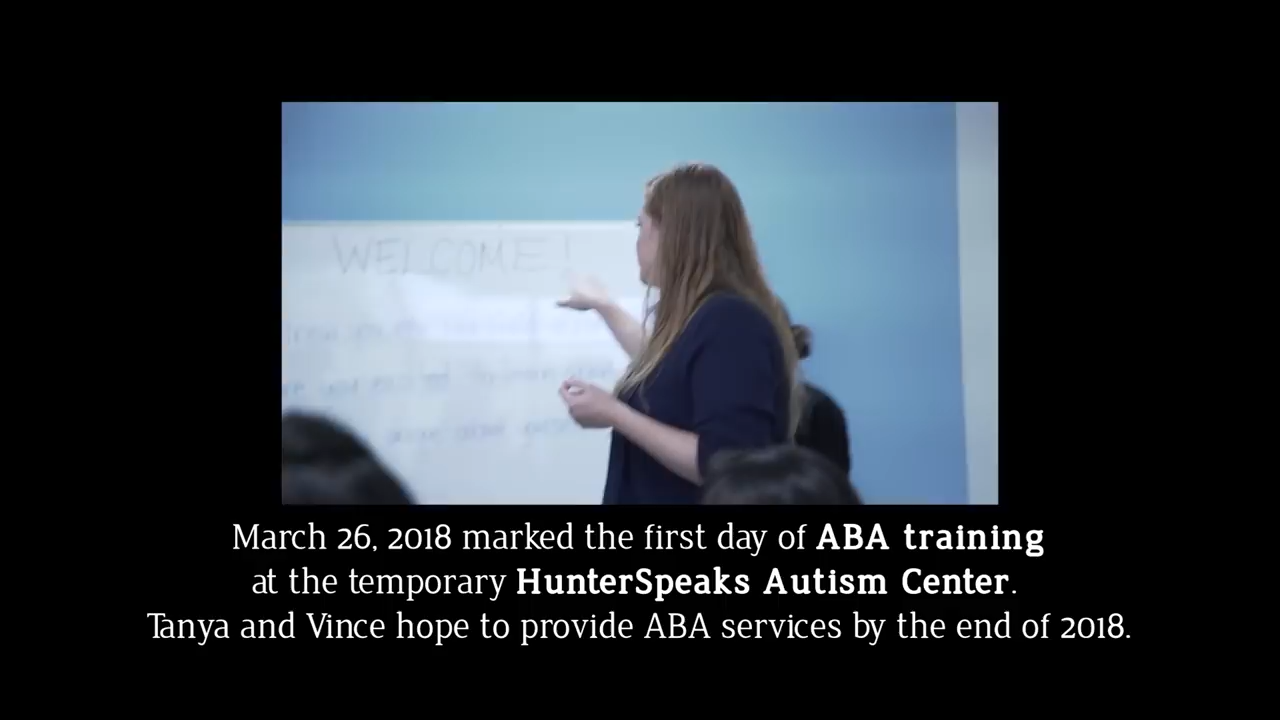 WELCOME!
March 26, 2018 marked the first day of ABA training
at the temporary HunterSpeaks Autism Center.
Tanya and Vince hope to provide ABA services by the end of 2018.